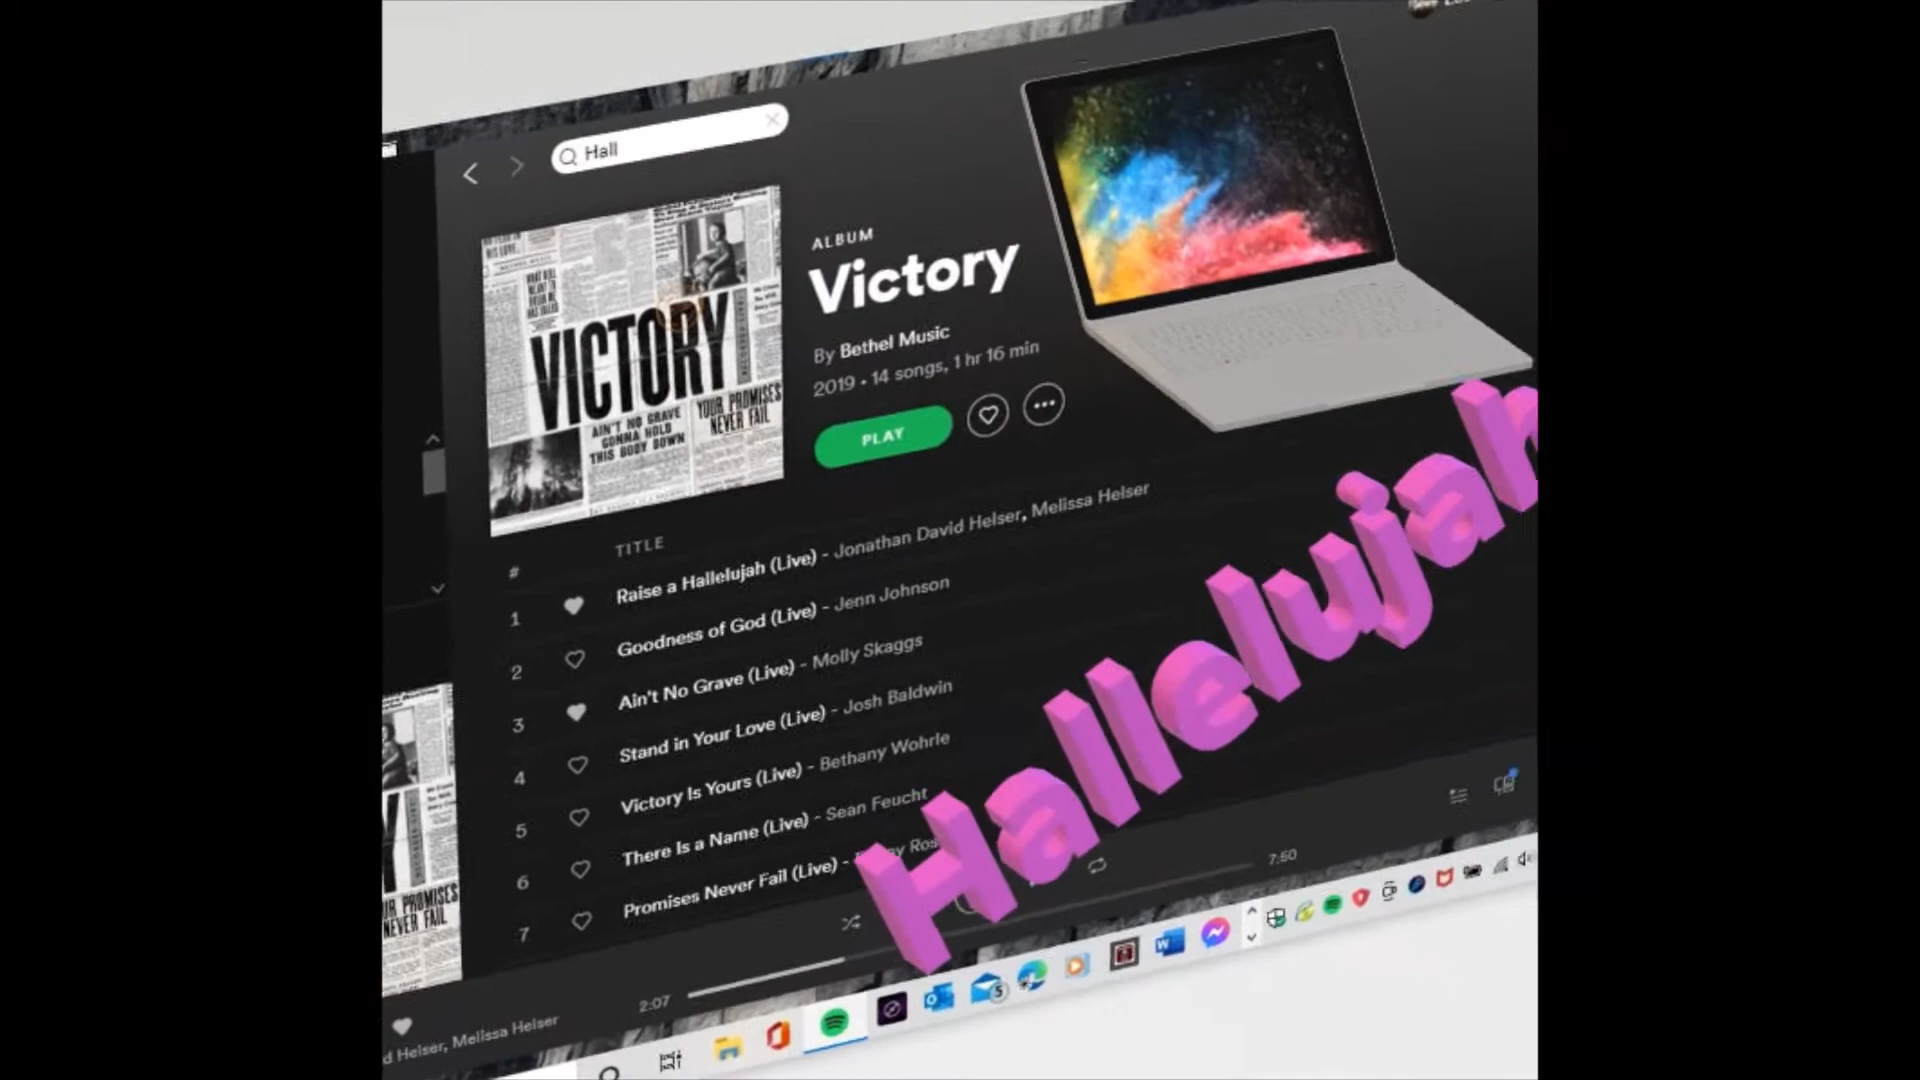 Hall
ALBUM
Victory
By Bethel Music
2019 • 14 songs, 1 hr 16 min
PLAY
VICTORY
AIN'T NO GRAVE
GONNA HOLD
THIS BODY DOWN
YOUR PROMISES
NEVER FAIL
# TITLE
1 Raise a Hallelujah (Live) - Jonathan David Helser, Melissa Helser
2 Goodness of God (Live) - Jenn Johnson
3 Ain't No Grave (Live) - Molly Skaggs
4 Stand in Your Love (Live) - Josh Baldwin
5 Victory Is Yours (Live) - Bethany Wohrle
6 There Is a Name (Live) - Sean Feucht
7 Promises Never Fail (Live) -
Hallelujah
2:07
7:50
d Helser, Melissa Helser
PROMISES
NEVER FAIL
5